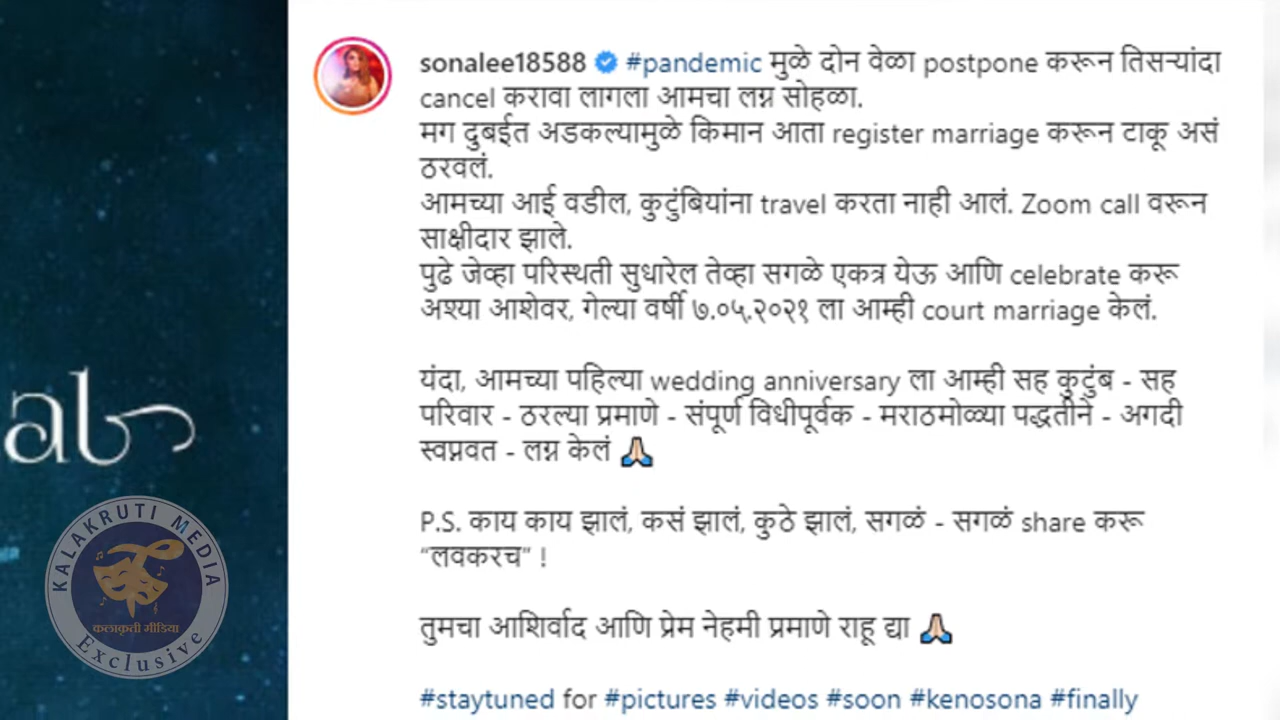 sonalee18588 #pandemic मुळे दोन वेळा postpone करून तिसऱ्यांदा
cancel करावा लागला आमचा लग्न सोहळा.
मग दुबईत अडकल्यामुळे किमान आता register marriage करून टाकू असं
ठरवलं.
आमच्या आई वडील, कुटुंबियांना travel करता नाही आलं. Zoom call वरून
साक्षीदार झाले.
पुढे जेव्हा परिस्थती सुधारेल तेव्हा सगळे एकत्र येऊ आणि celebrate करू
अश्या आशेवर, गेल्या वर्षी ७.०५.२०२१ ला आम्ही court marriage केलं.
यंदा, आमच्या पहिल्या wedding anniversary ला आम्ही सह कुटुंब - सह
परिवार - ठरल्या प्रमाणे - संपूर्ण विधीपूर्वक - मराठमोळ्या पद्धतीने - अगदी
स्वप्नवत - लग्न केलं 🙏🏻
P.S. काय काय झालं, कसं झालं, कुठे झालं, सगळं - सगळं share करू
“लवकरच” !
तुमचा आशिर्वाद आणि प्रेम नेहमी प्रमाणे राहू द्या 🙏🏻
#staytuned for #pictures #videos #soon #kenosona #finally
ab
KALAKRUTI MEDIA
कलाकृती मीडिया
Exclusive